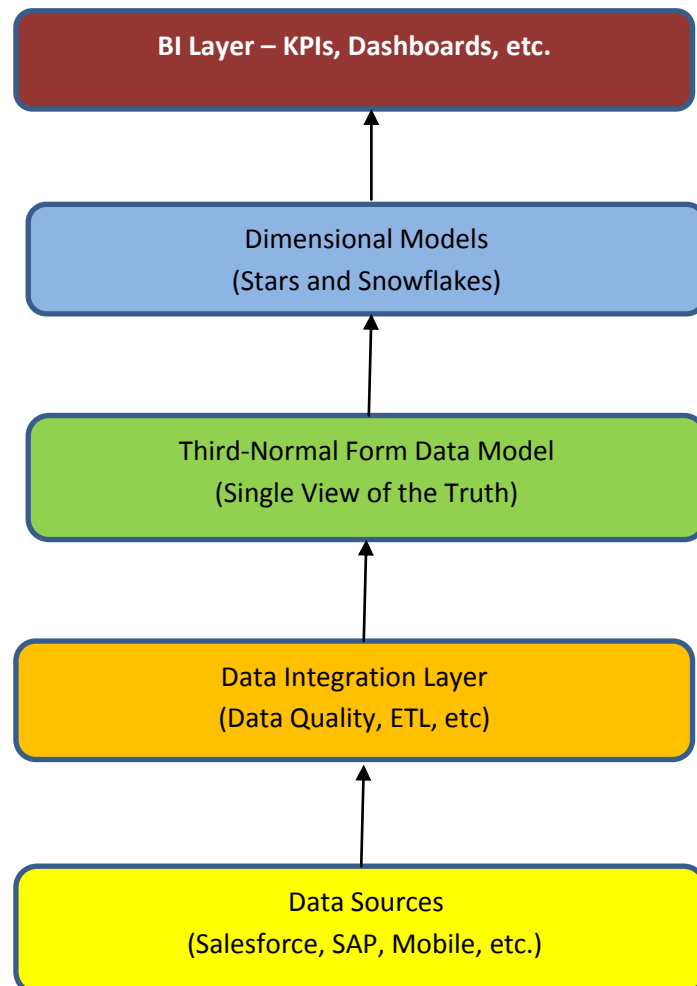 BI Layer – KPIs, Dashboards, etc.
Dimensional Models
(Stars and Snowflakes)
Third-Normal Form Data Model
(Single View of the Truth)
Data Integration Layer
(Data Quality, ETL, etc)
Data Sources
(Salesforce, SAP, Mobile, etc.)